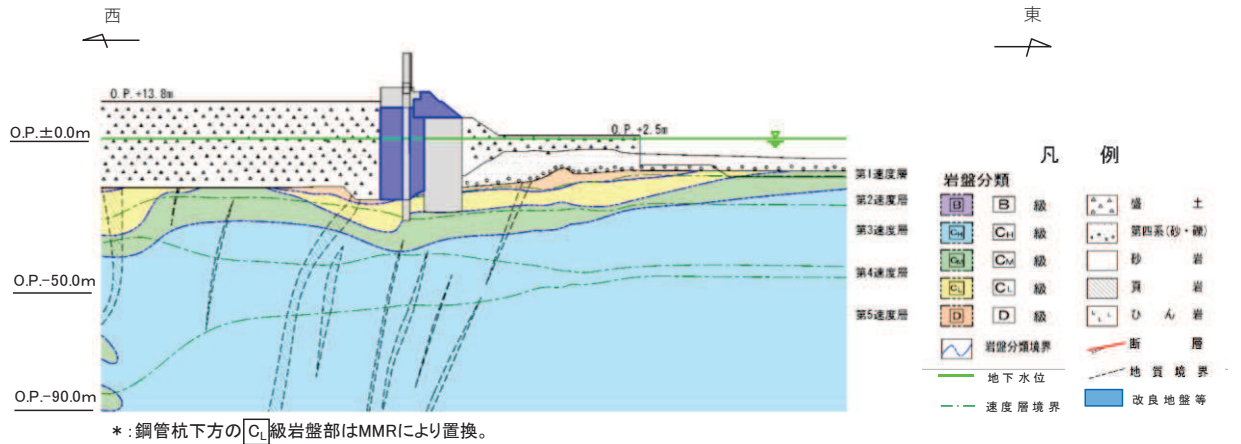 西
東
O.P.+13.8m
O.P.±0.0m
O.P.+2.5m
第1速度層
第2速度層
第3速度層
第4速度層
第5速度層
O.P.-50.0m
O.P.-90.0m
凡 例
岩盤分類
B B 級
CH CH 級
CM CM 級
CL CL 級
D D 級
岩盤分類境界
地下水位
速度層境界
盛 土
第四系(砂・礫)
砂 岩
頁 岩
ひ ん 岩
断 層
地質境界
改良地盤等
*:鋼管杭下方のCL級岩盤部はMMRにより置換。